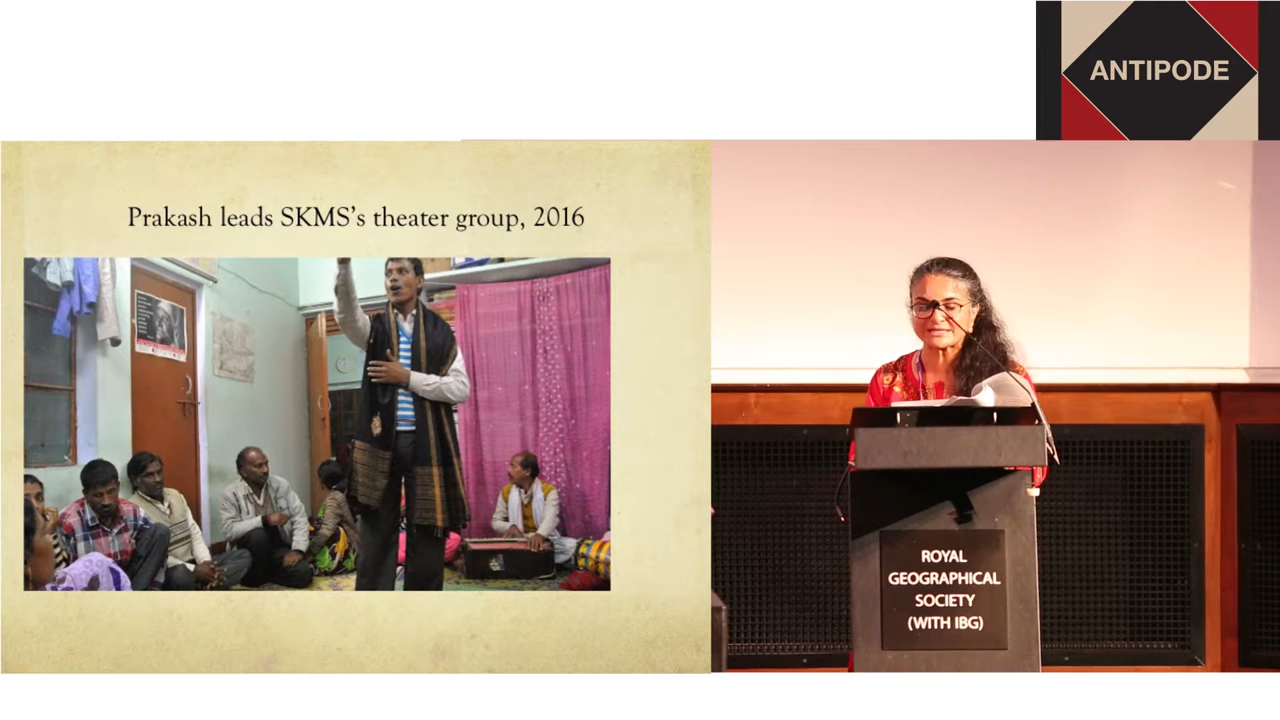 ANTIPODE
Prakash leads SKMS's theater group, 2016
ROYAL
GEOGRAPHICAL
SOCIETY
(WITH IBG)